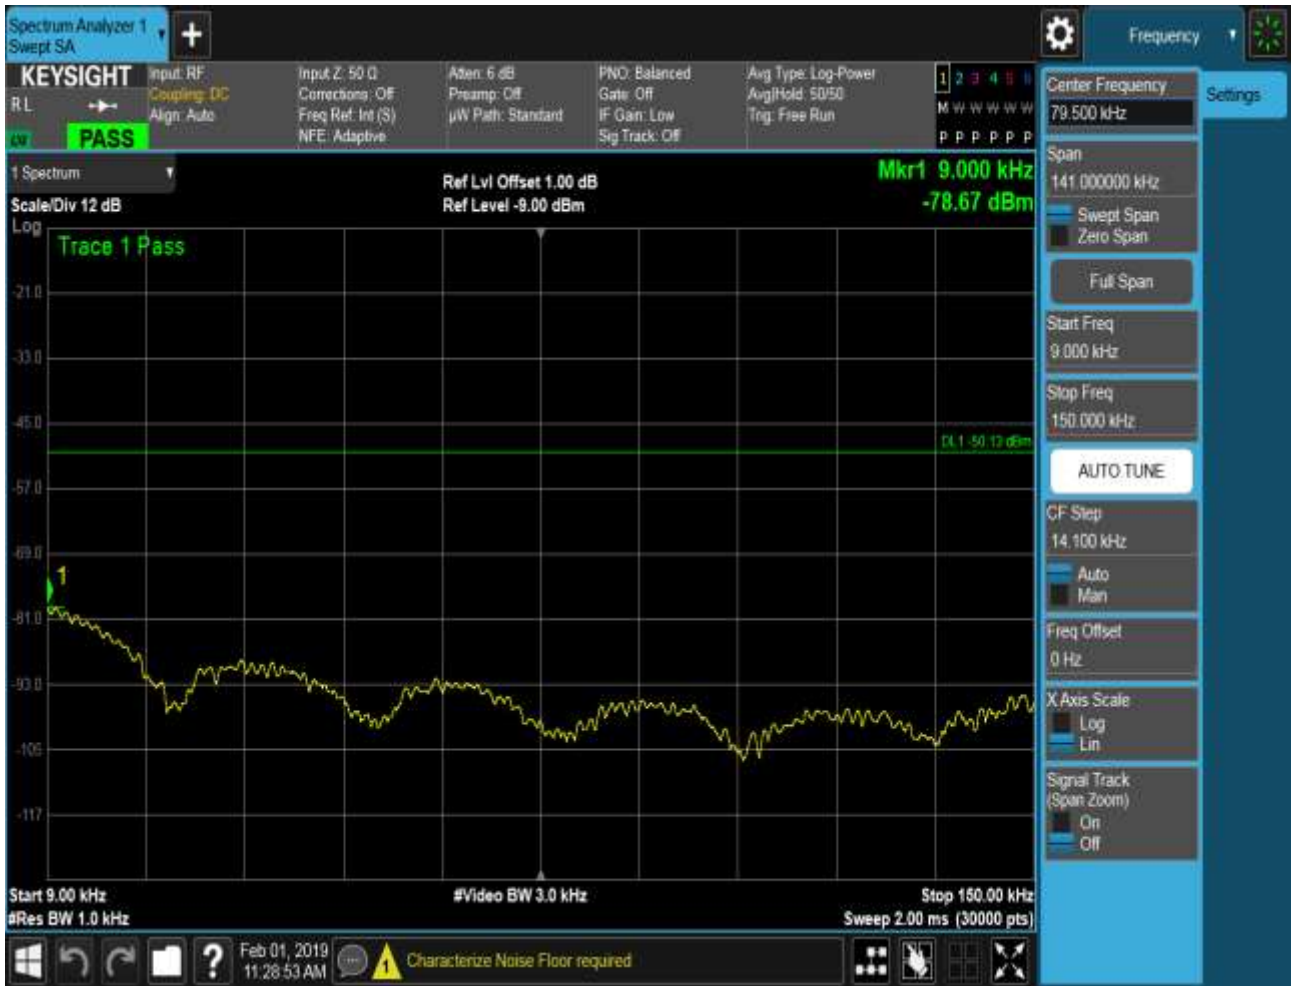 Spectrum Analyzer 1
Swept SA
Frequency
KEYSIGHT
RL
PASS
Input: RF
Coupling: DC
Align: Auto
Input Z: 50 Ω
Corrections: Off
Freq Ref: Int (S)
NFE: Adaptive
Atten: 6 dB
Preamp: Off
µW Path: Standard
PNO: Balanced
Gate: Off
IF Gain: Low
Sig Track: Off
Avg Type: Log-Power
Avg|Hold: 50/50
Trig: Free Run
1 2 3 4 5 6
M W W W W W
P P P P P P
1 Spectrum
Scale/Div 12 dB
Ref Lvl Offset 1.00 dB
Ref Level -9.00 dBm
Mkr1 9.000 kHz
-78.67 dBm
Log
Trace 1 Pass
-21.0
-33.0
-45.0
DL1 -50.13 dBm
-57.0
-69.0
1
-81.0
-93.0
-105
-117
Start 9.00 kHz
#Video BW 3.0 kHz
Stop 150.00 kHz
#Res BW 1.0 kHz
Sweep 2.00 ms (30000 pts)
Feb 01, 2019
11:28:53 AM
Characterize Noise Floor required
Settings
Center Frequency
79.500 kHz
Span
141.000000 kHz
Swept Span
Zero Span
Full Span
Start Freq
9.000 kHz
Stop Freq
150.000 kHz
AUTO TUNE
CF Step
14.100 kHz
Auto
Man
Freq Offset
0 Hz
X Axis Scale
Log
Lin
Signal Track
(Span Zoom)
On
Off